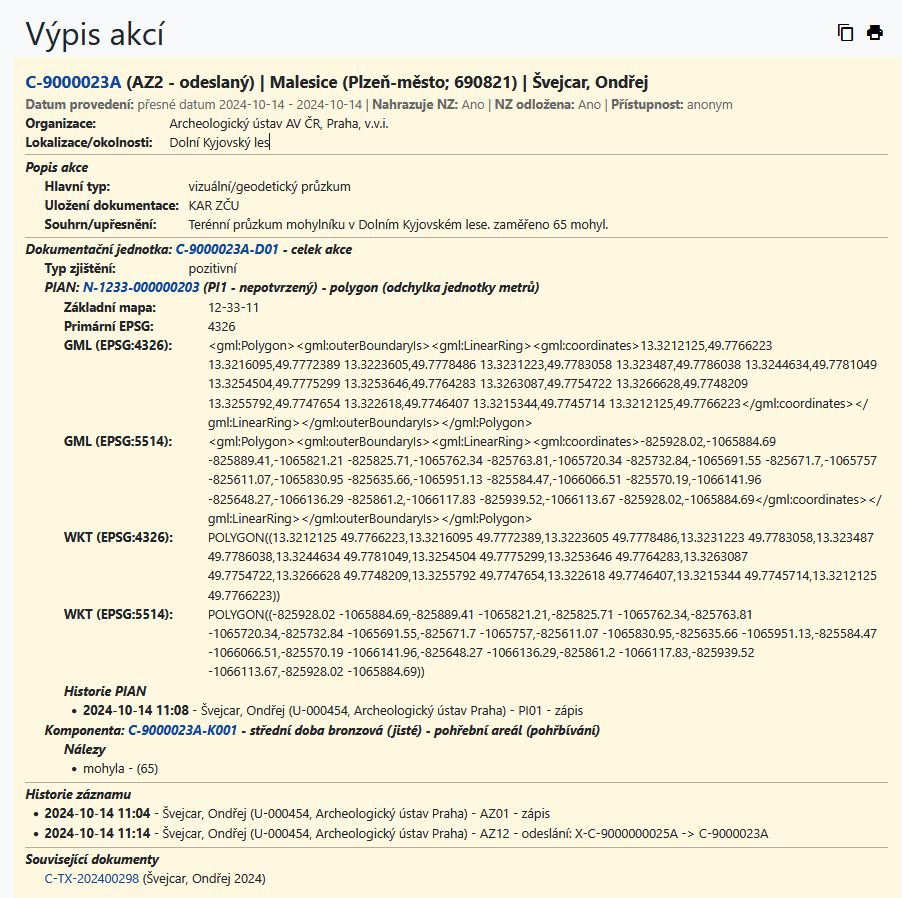 Výpis akcí
C-9000023A (AZ2 - odeslaný) | Malesice (Plzeň-město; 690821) | Švejcar, Ondřej
Datum provedení: přesné datum 2024-10-14 - 2024-10-14 | Nahrazuje NZ: Ano | NZ odložena: Ano | Přístupnost: anonym
Organizace: Archeologický ústav AV ČR, Praha, v.v.i.
Lokalizace/okolnosti: Dolní Kyjovský les
Popis akce
Hlavní typ: vizuální/geodetický průzkum
Uložení dokumentace: KAR ZČU
Souhrn/upřesnění: Terénní průzkum mohylníku v Dolním Kyjovském lese. zaměřeno 65 mohyl.
Dokumentační jednotka: C-9000023A-D01 - celek akce
Typ zjištění: pozitivní
PIAN: N-1233-000000203 (PI1 - nepotvrzený) - polygon (odchylka jednotky metrů)
Základní mapa: 12-33-11
Primární EPSG: 4326
GML (EPSG:4326): <gml:Polygon><gml:outerBoundaryIs><gml:LinearRing><gml:coordinates>13.3212125,49.7766223
13.3216095,49.7772389 13.3223605,49.7778486 13.3231223,49.7783058 13.323487,49.7786038 13.3244634,49.7781049
13.3254504,49.7775299 13.3253646,49.7764283 13.3263087,49.7754722 13.3266628,49.7748209
13.3255792,49.7747654 13.322618,49.7746407 13.3215344,49.7745714 13.3212125,49.7766223</gml:coordinates></
gml:LinearRing></gml:outerBoundaryIs></gml:Polygon>
GML (EPSG:5514): <gml:Polygon><gml:outerBoundaryIs><gml:LinearRing><gml:coordinates>-825928.02,-1065884.69
-825889.41,-1065821.21 -825825.71,-1065762.34 -825763.81,-1065720.34 -825732.84,-1065691.55 -825671.7,-1065757
-825611.07,-1065830.95 -825635.66,-1065951.13 -825584.47,-1066066.51 -825570.19,-1066141.96
-825648.27,-1066136.29 -825861.2,-1066117.83 -825939.52,-1066113.67 -825928.02,-1065884.69</gml:coordinates></
gml:LinearRing></gml:outerBoundaryIs></gml:Polygon>
WKT (EPSG:4326): POLYGON((13.3212125 49.7766223,13.3216095 49.7772389,13.3223605 49.7778486,13.3231223 49.7783058,13.323487
49.7786038,13.3244634 49.7781049,13.3254504 49.7775299,13.3253646 49.7764283,13.3263087
49.7754722,13.3266628 49.7748209,13.3255792 49.7747654,13.322618 49.7746407,13.3215344 49.7745714,13.3212125
49.7766223))
WKT (EPSG:5514): POLYGON((-825928.02 -1065884.69,-825889.41 -1065821.21,-825825.71 -1065762.34,-825763.81
-1065720.34,-825732.84 -1065691.55,-825671.7 -1065757,-825611.07 -1065830.95,-825635.66 -1065951.13,-825584.47
-1066066.51,-825570.19 -1066141.96,-825648.27 -1066136.29,-825861.2 -1066117.83,-825939.52
-1066113.67,-825928.02 -1065884.69))
Historie PIAN
• 2024-10-14 11:08 - Švejcar, Ondřej (U-000454, Archeologický ústav Praha) - PI01 - zápis
Komponenta: C-9000023A-K001 - střední doba bronzová (jisté) - pohřební areál (pohřbívání)
Nálezy
• mohyla - (65)
Historie záznamu
• 2024-10-14 11:04 - Švejcar, Ondřej (U-000454, Archeologický ústav Praha) - AZ01 - zápis
• 2024-10-14 11:14 - Švejcar, Ondřej (U-000454, Archeologický ústav Praha) - AZ12 - odeslání: X-C-9000000025A -> C-9000023A
Související dokumenty
C-TX-202400298 (Švejcar, Ondřej 2024)